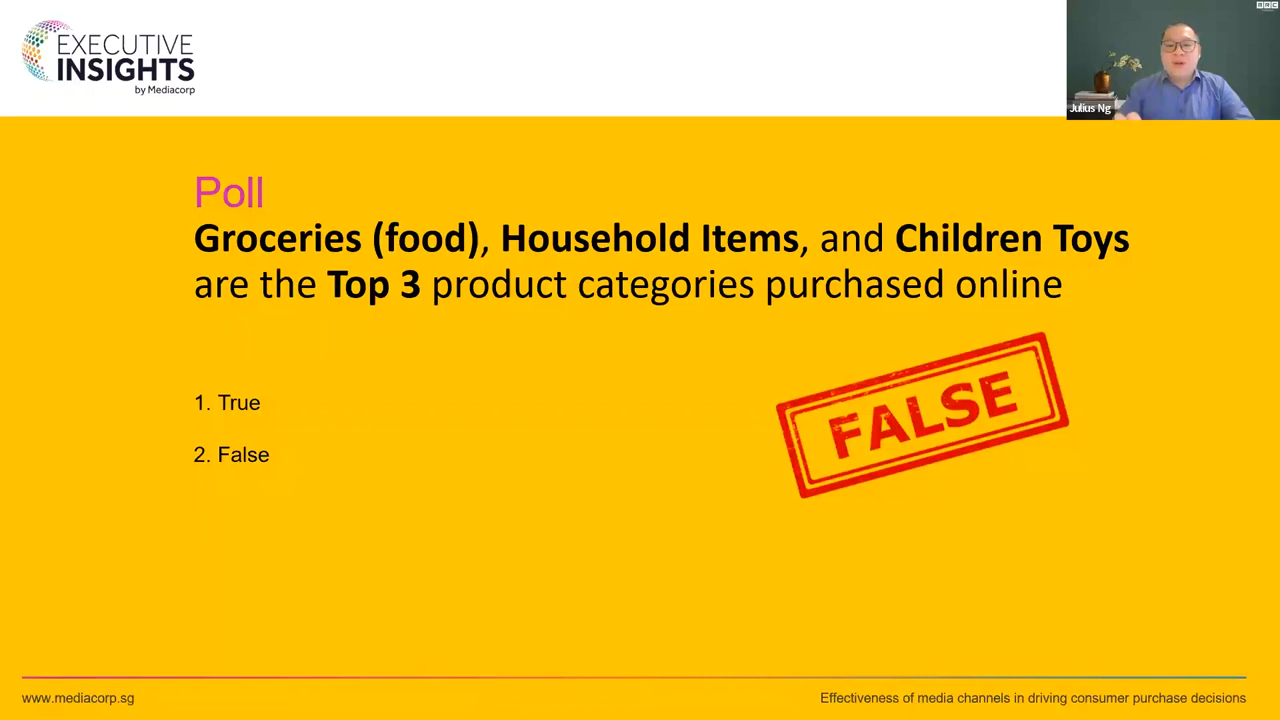 EXECUTIVE
INSIGHTS
by Mediacorp
Julius Ng
Poll
Groceries (food), Household Items, and Children Toys
are the Top 3 product categories purchased online
1. True
2. False
FALSE
www.mediacorp.sg
Effectiveness of media channels in driving consumer purchase decisions